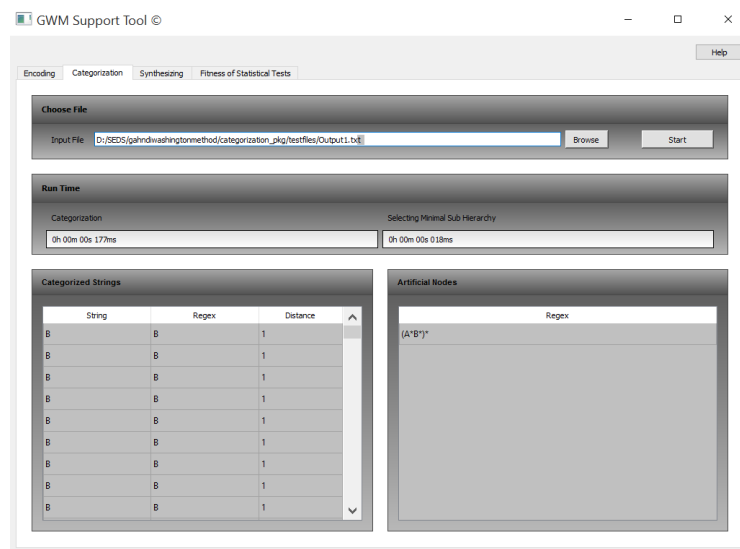 GWM Support Tool ©
Help
Encoding Categorization Synthesizing Fitness of Statistical Tests
Choose File
Input File D:/SEDS/gahndiwashingtonmethod/categorization_pkg/testfiles/Output1.txt Browse Start
Run Time
Categorization Selecting Minimal Sub Hierarchy
0h 00m 00s 177ms 0h 00m 00s 018ms
Categorized Strings Artificial Nodes
String Regex Distance Regex
B B 1 (A*B*)*
B B 1
B B 1
B B 1
B B 1
B B 1
B B 1
B B 1
B B 1